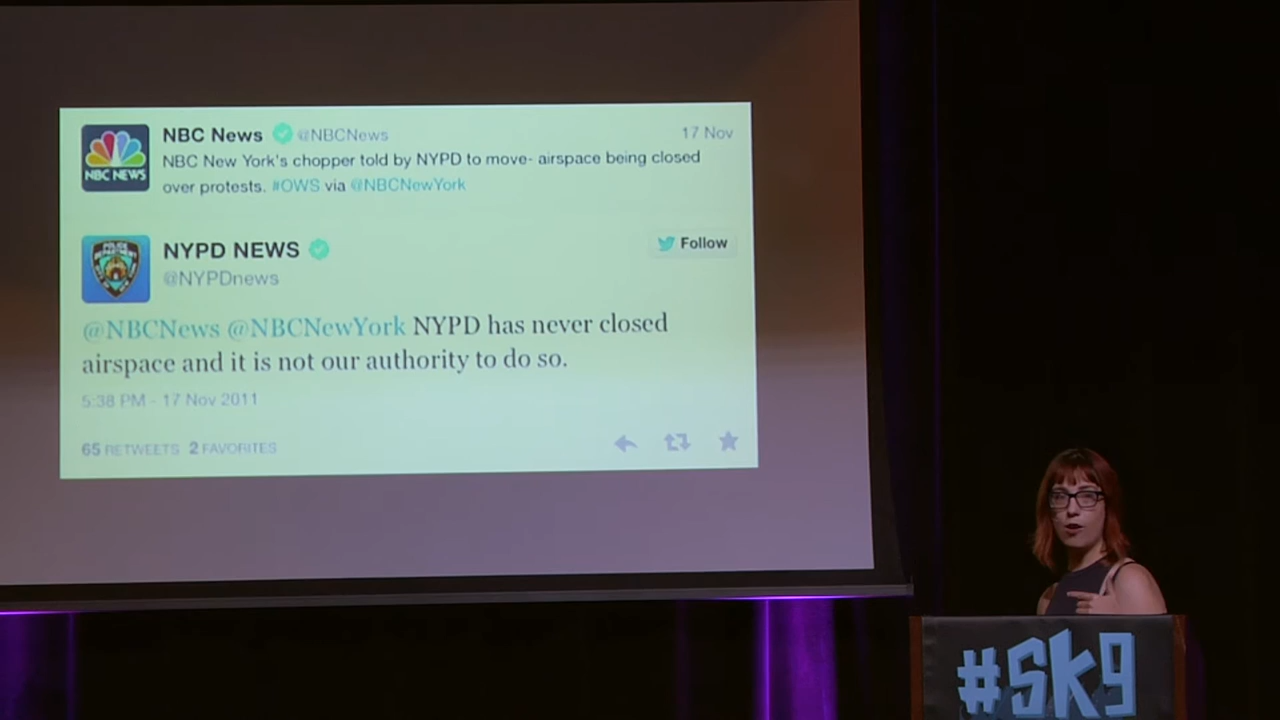 NBC News @NBCNews 17 Nov
NBC New York's chopper told by NYPD to move- airspace being closed
over protests. #OWS via @NBCNewYork
NBC NEWS
NYPD NEWS
Follow
@NYPDnews
@NBCNews @NBCNewYork NYPD has never closed
airspace and it is not our authority to do so.
5:38 PM - 17 Nov 2011
65 RETWEETS 2 FAVORITES
#sk9